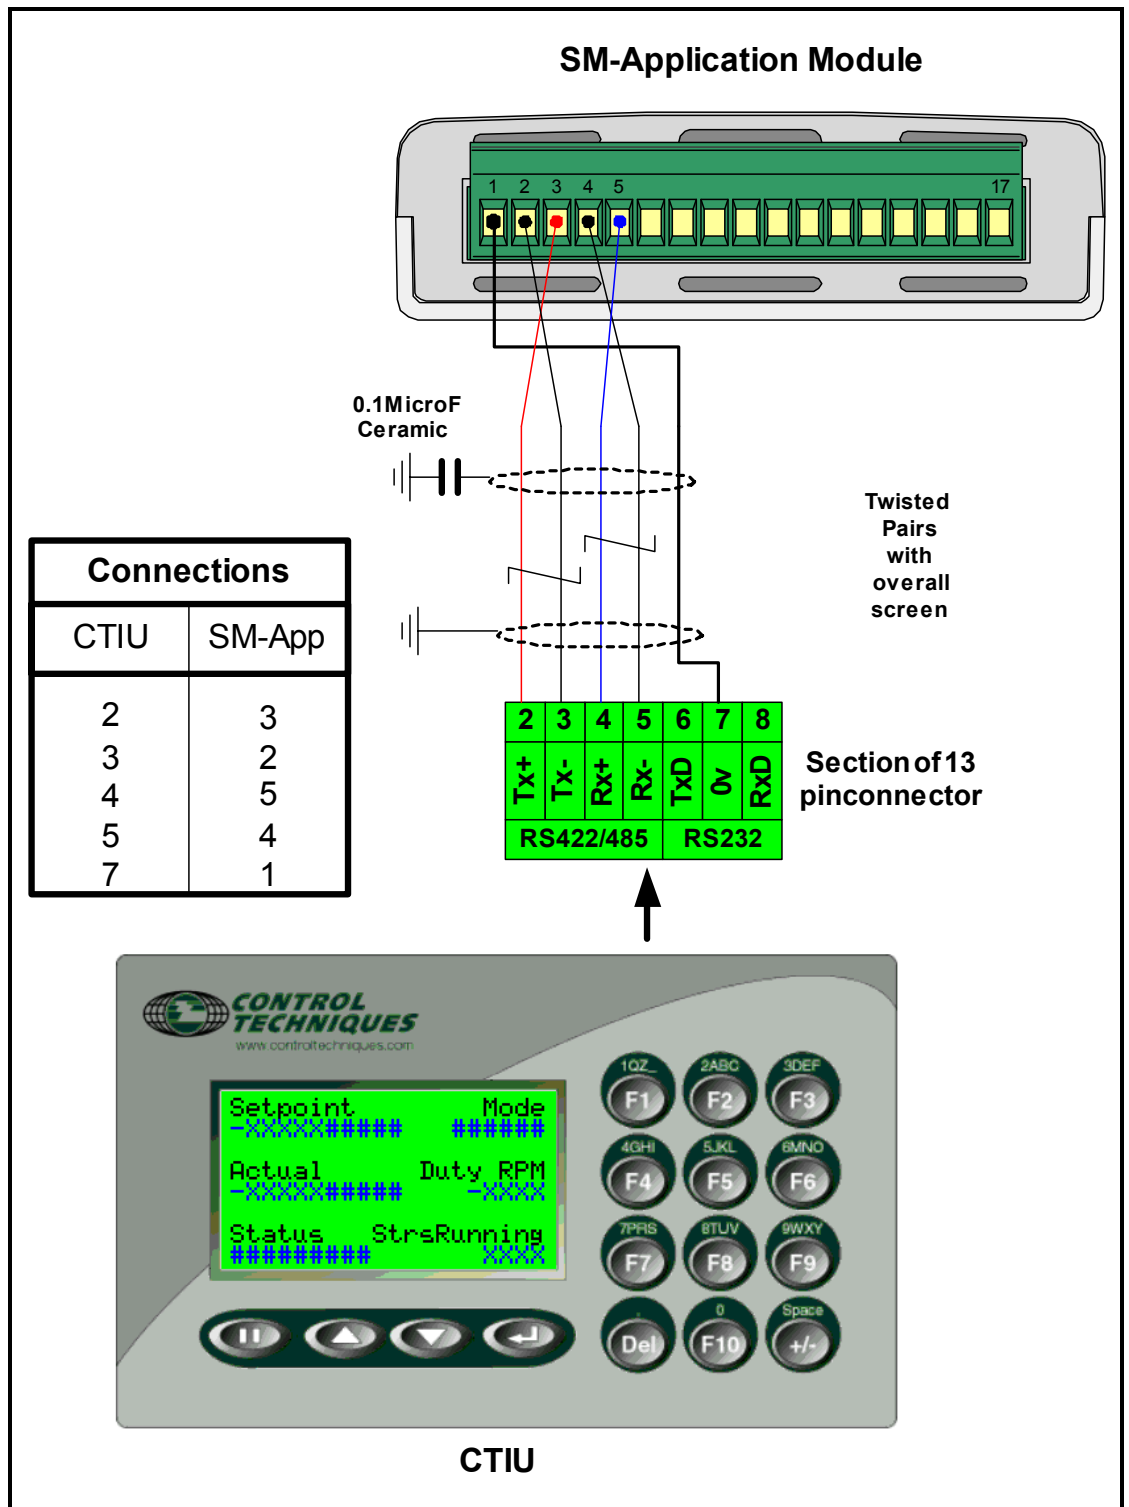 SM-Application Module
1 2 3 4 5 17
0.1MicroF
Ceramic
Twisted
Pairs
with
overall
screen
Connections
CTIU SM-App
2 3
3 2
4 5
5 4
7 1
2 3 4 5 6 7 8
Tx+ Tx- Rx+ Rx- TxD 0v RxD
RS422/485 RS232
Section of 13
pinconnector
CONTROL
TECHNIQUES
www.controltechniques.com
Setpoint Mode
-XXXXX##### ######
Actual Duty RPM
-XXXXX##### -XXXX
Status StrsRunning
######### XXXX
1QZ_ 2ABC 3DEF
F1 F2 F3
4GHI 5JKL 6MNO
F4 F5 F6
7PRS 8TUV 9WXY
F7 F8 F9
. 0 Space
Del F10 +/-
CTIU